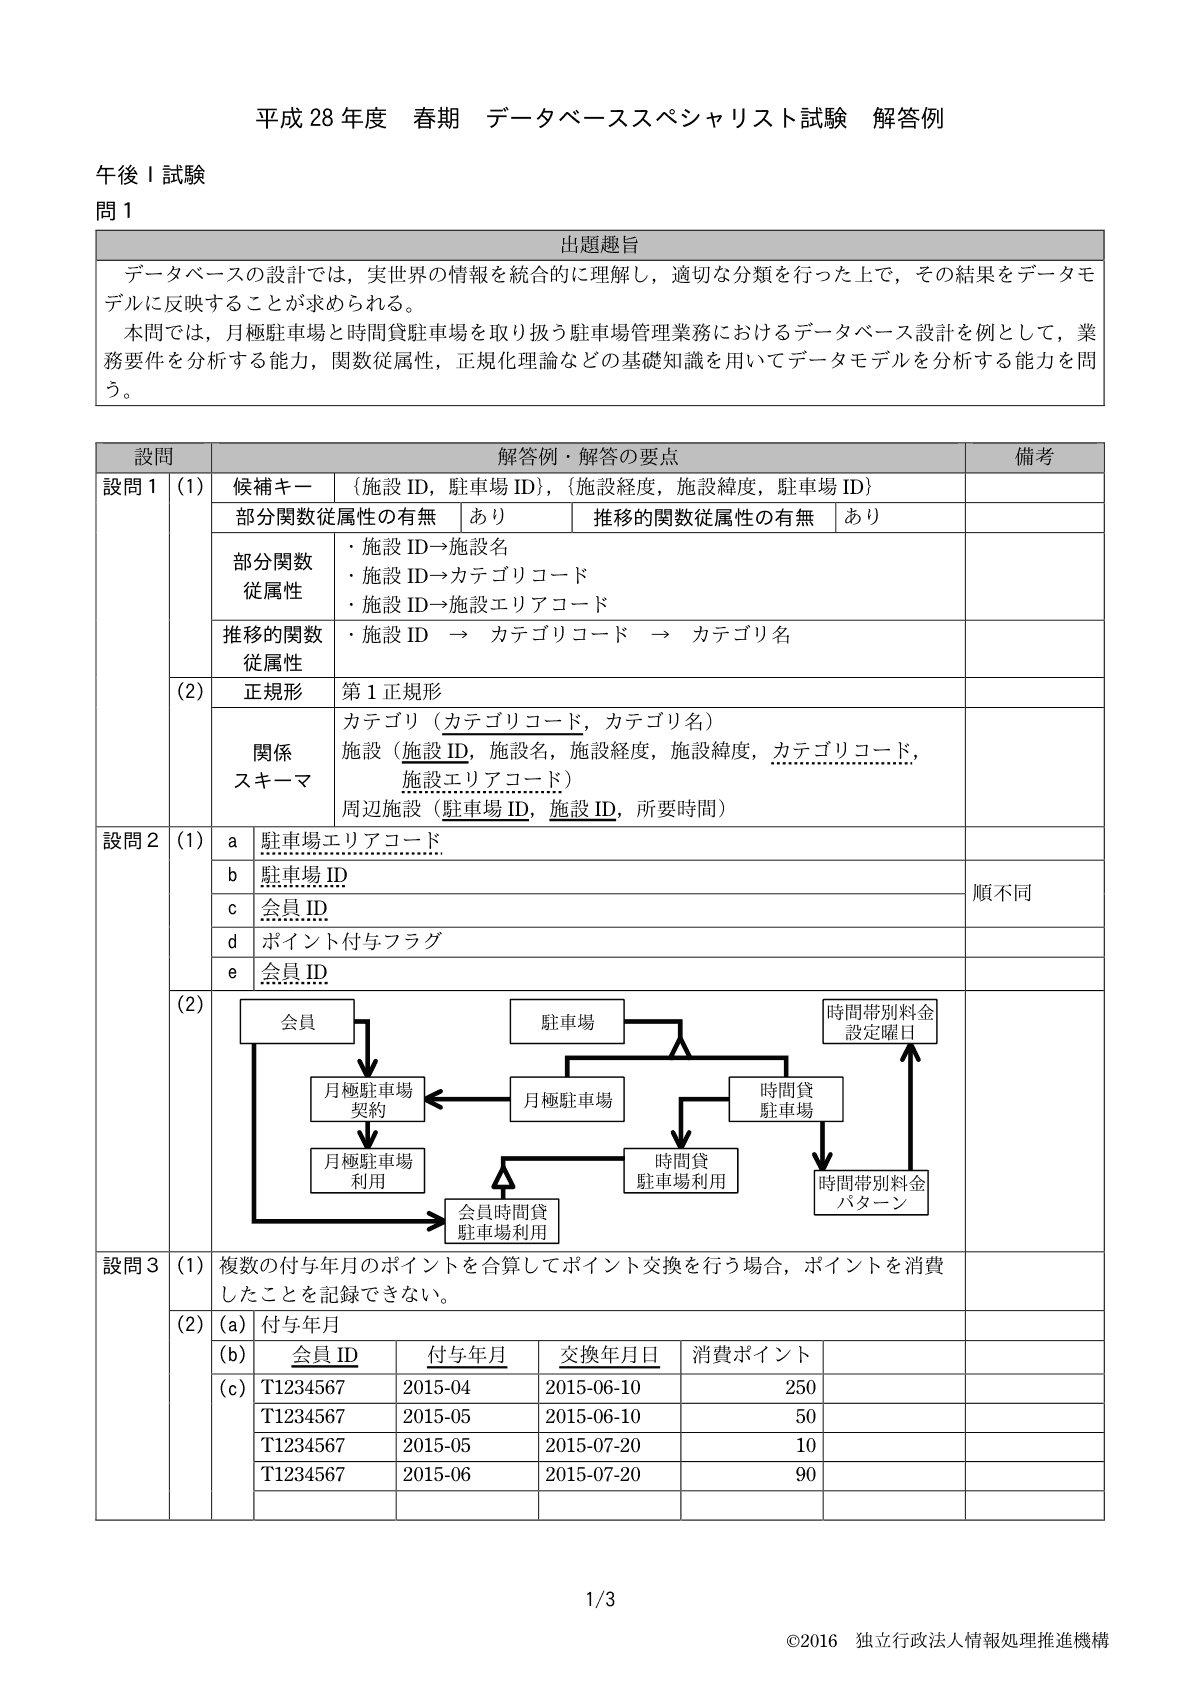 平成 28 年度　春期　データベーススペシャリスト試験　解答例
午後Ⅰ試験
問 1
出題趣旨
データベースの設計では，実世界の情報を統合的に理解し，適切な分類を行った上で，その結果をデータモ
デルに反映することが求められる。
本問では，月極駐車場と時間貸駐車場を取り扱う駐車場管理業務におけるデータベース設計を例として，業
務要件を分析する能力，関数従属性，正規化理論などの基礎知識を用いてデータモデルを分析する能力を問
う。
設問 解答例・解答の要点 備考
設問 1 (1) 候補キー {施設 ID，駐車場 ID}，{施設経度，施設緯度，駐車場 ID}
部分関数従属性の有無 あり 推移的関数従属性の有無 あり
部分関数
従属性
・施設 ID→施設名
・施設 ID→カテゴリコード
・施設 ID→施設エリアコード
推移的関数
従属性
・施設 ID　→　カテゴリコード　→　カテゴリ名
(2) 正規形 第 1 正規形
関係
スキーマ
カテゴリ（カテゴリコード，カテゴリ名）
施設（施設 ID，施設名，施設経度，施設緯度，カテゴリコード，
施設エリアコード）
周辺施設（駐車場 ID，施設 ID，所要時間）
設問 2 (1) a 駐車場エリアコード
b 駐車場 ID
順不同
c 会員 ID
d ポイント付与フラグ
e 会員 ID
(2)
会員 駐車場 時間帯別料金
設定曜日
月極駐車場
契約
月極駐車場
時間貸
駐車場
月極駐車場
利用
時間貸
駐車場利用
時間帯別料金
パターン
会員時間貸
駐車場利用
設問 3 (1) 複数の付与年月のポイントを合算してポイント交換を行う場合，ポイントを消費
したことを記録できない。
(2) (a) 付与年月
(b) 会員 ID 付与年月 交換年月日 消費ポイント
(c) T1234567 2015-04 2015-06-10 250
T1234567 2015-05 2015-06-10 50
T1234567 2015-05 2015-07-20 10
T1234567 2015-06 2015-07-20 90
1/3
©2016　独立行政法人情報処理推進機構